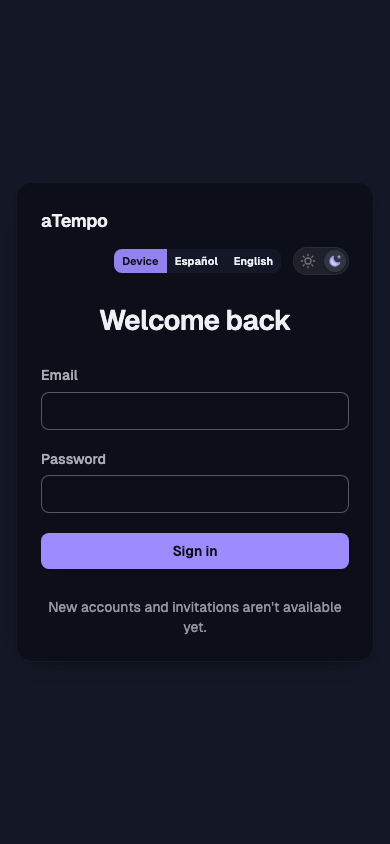 aTempo
Device Español English
Welcome back
Email
Password
Sign in
New accounts and invitations aren't available
yet.